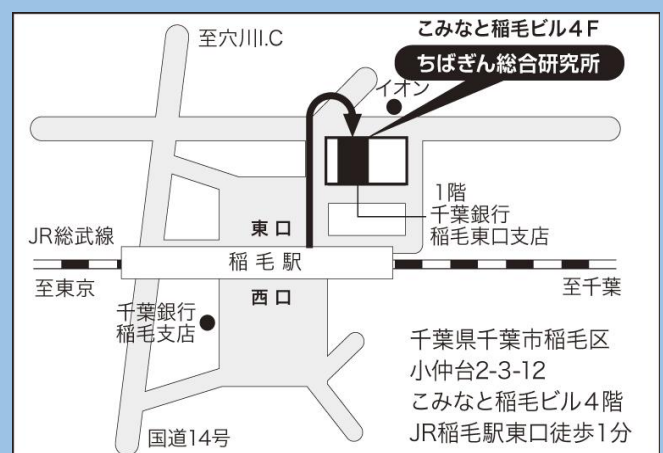 至穴川I.C
こみなと稲毛ビル4F
ちばぎん総合研究所
イオン
1階
千葉銀行
稲毛東口支店
JR総武線
東口
稲毛駅
西口
至東京
至千葉
千葉銀行
稲毛支店
国道14号
千葉県千葉市稲毛区
小仲台2-3-12
こみなと稲毛ビル4階
JR稲毛駅東口徒歩1分